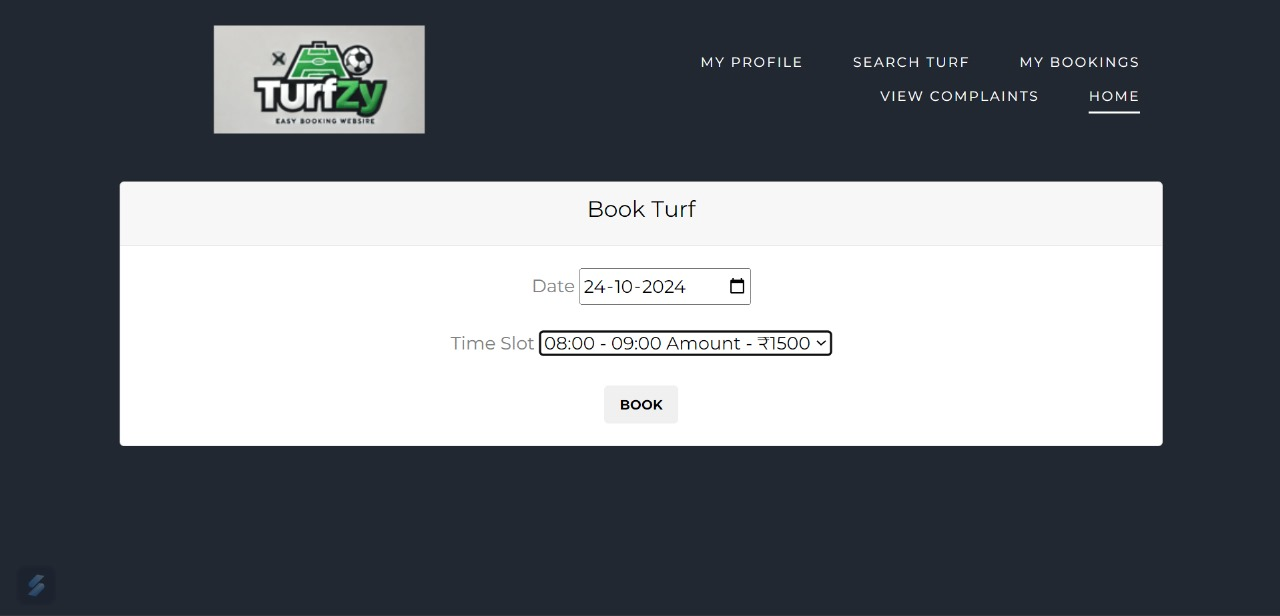 TurfZy
EASY BOOKING WEBSIRE
MY PROFILE SEARCH TURF MY BOOKINGS
VIEW COMPLAINTS HOME
Book Turf
Date 24-10-2024
Time Slot 08:00 - 09:00 Amount - ₹1500
BOOK